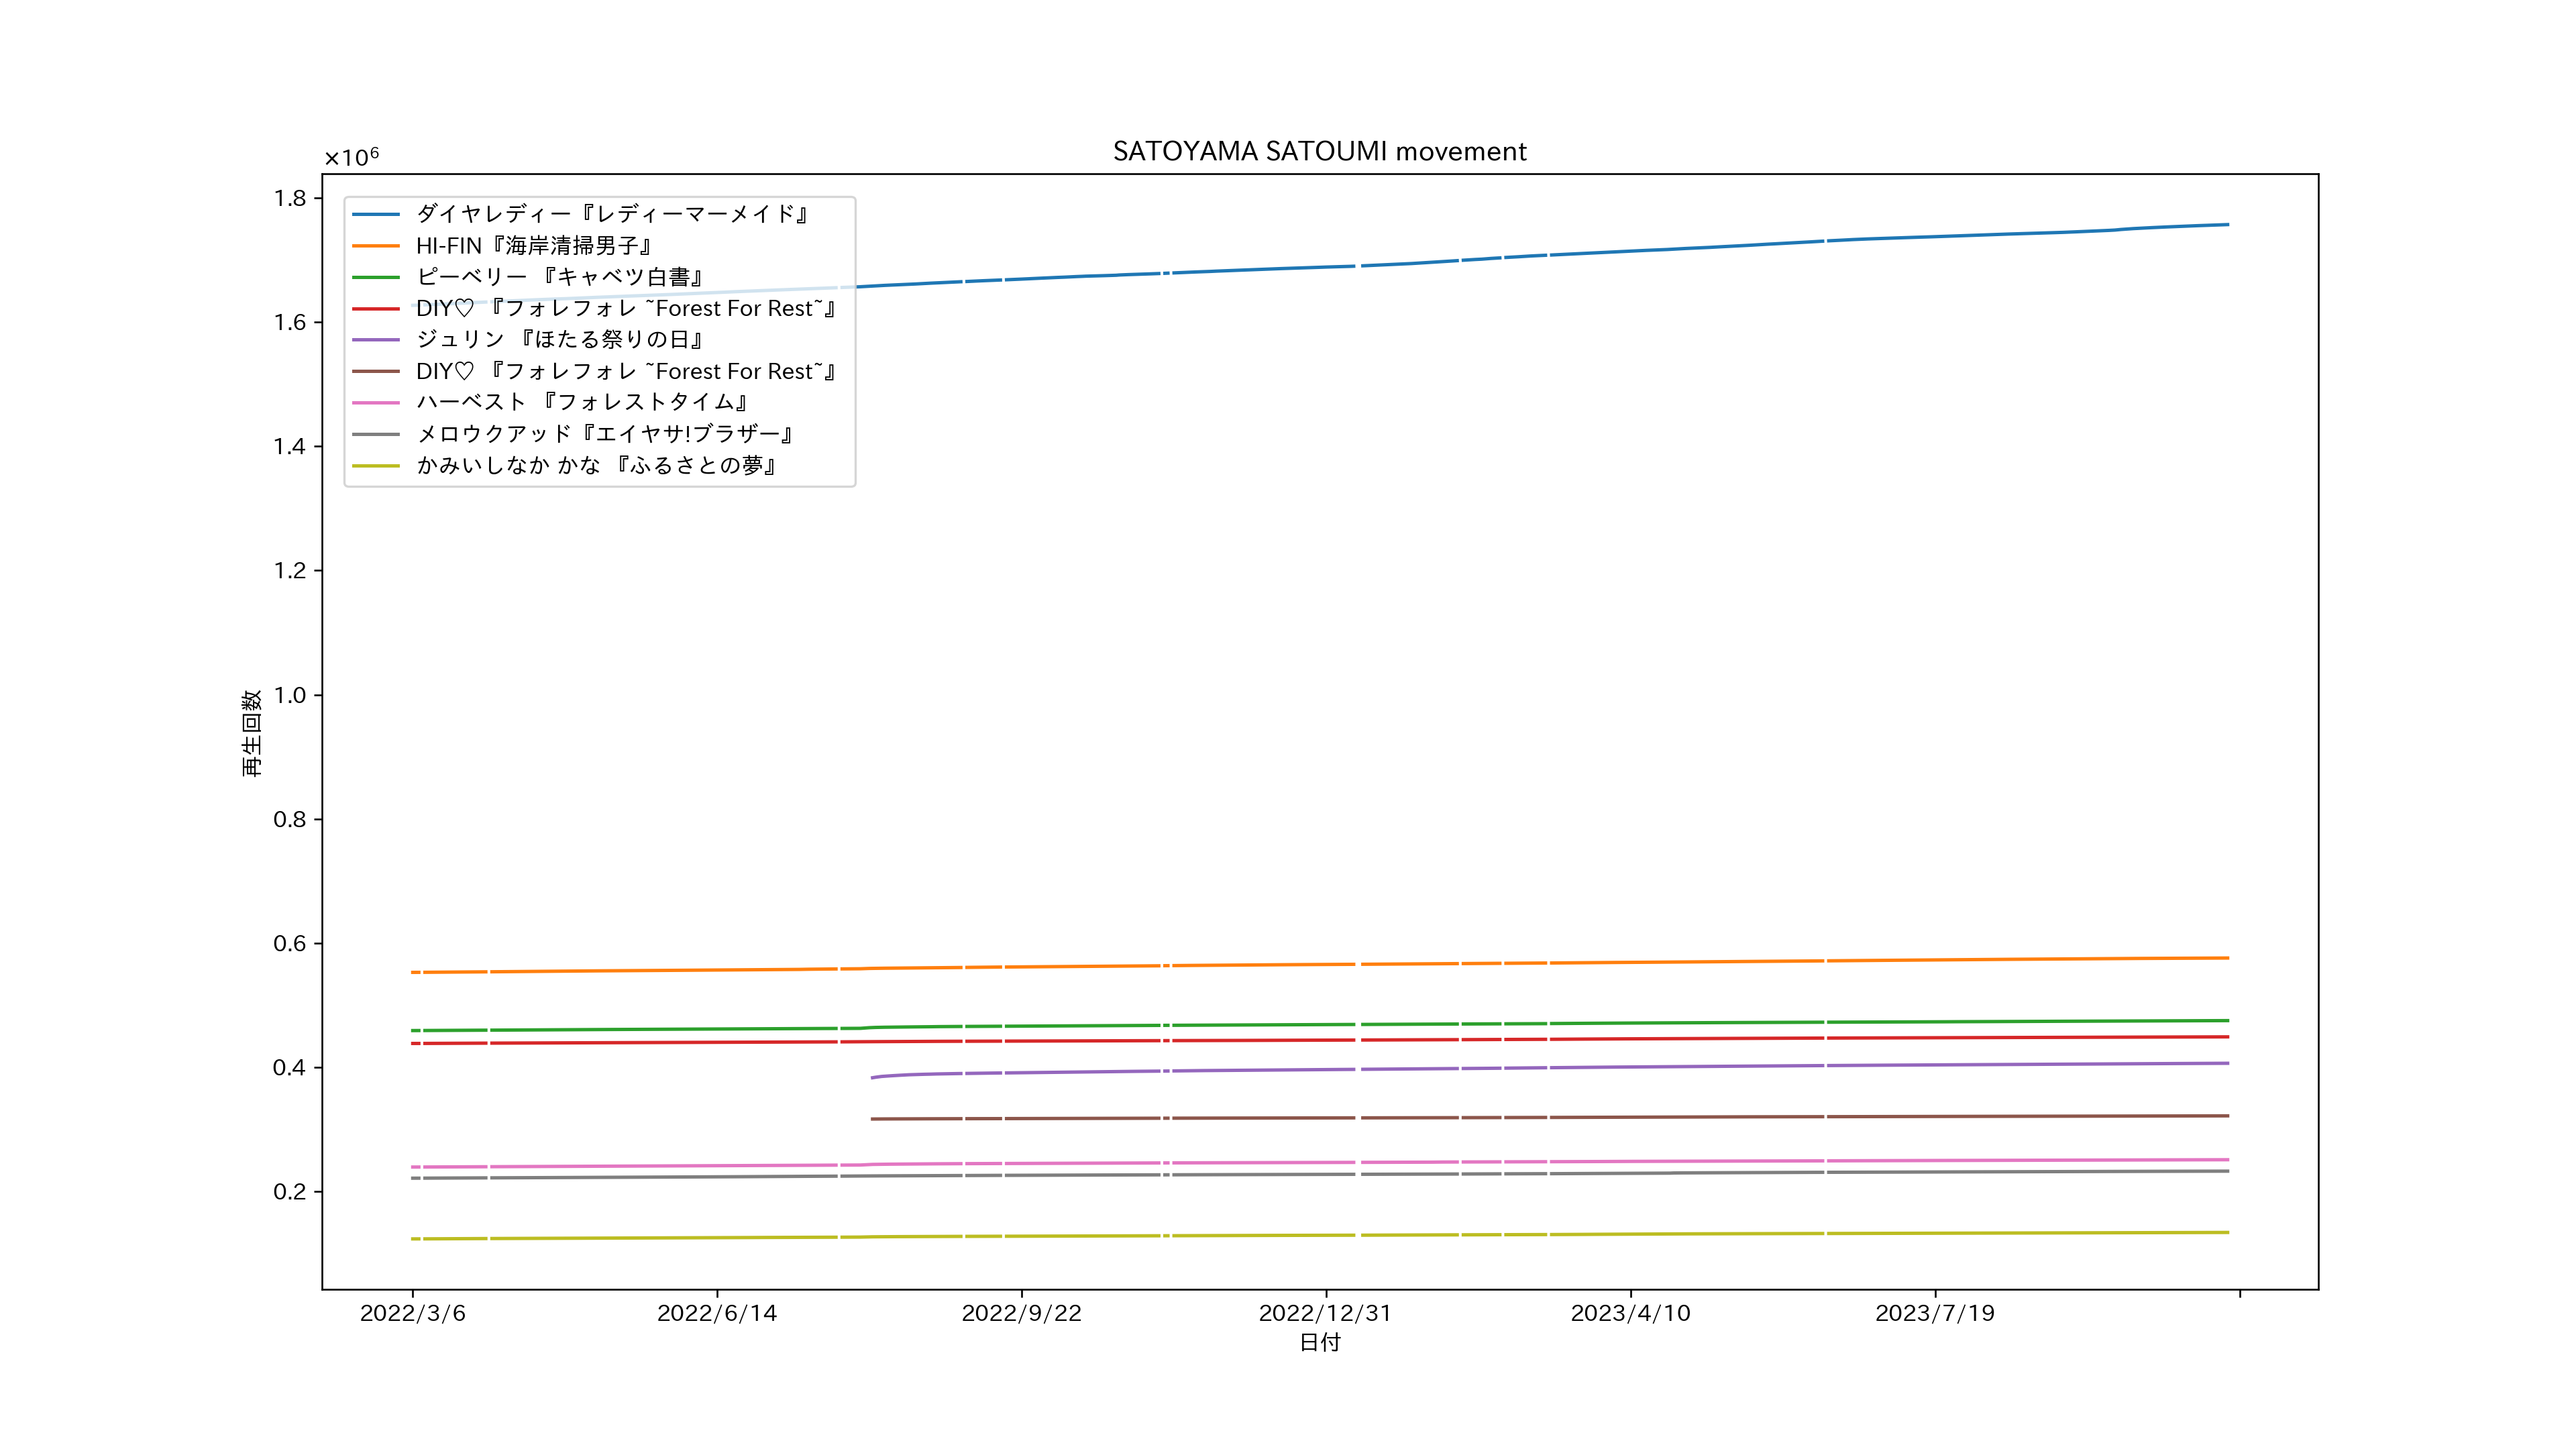 SATOYAMA SATOUMI movement
×10⁶
1.8
1.6
1.4
1.2
1.0
0.8
0.6
0.4
0.2
再生回数
ダイヤレディー『レディーマーメイド』
HI-FIN『海岸清掃男子』
ピーベリー 『キャベツ白書』
DIY♡ 『フォレフォレ ~Forest For Rest~』
ジュリン 『ほたる祭りの日』
DIY♡ 『フォレフォレ ~Forest For Rest~』
ハーベスト 『フォレストタイム』
メロウクアッド『エイヤサ!ブラザー』
かみいしなか かな 『ふるさとの夢』
2022/3/6 2022/6/14 2022/9/22 2022/12/31 2023/4/10 2023/7/19
日付